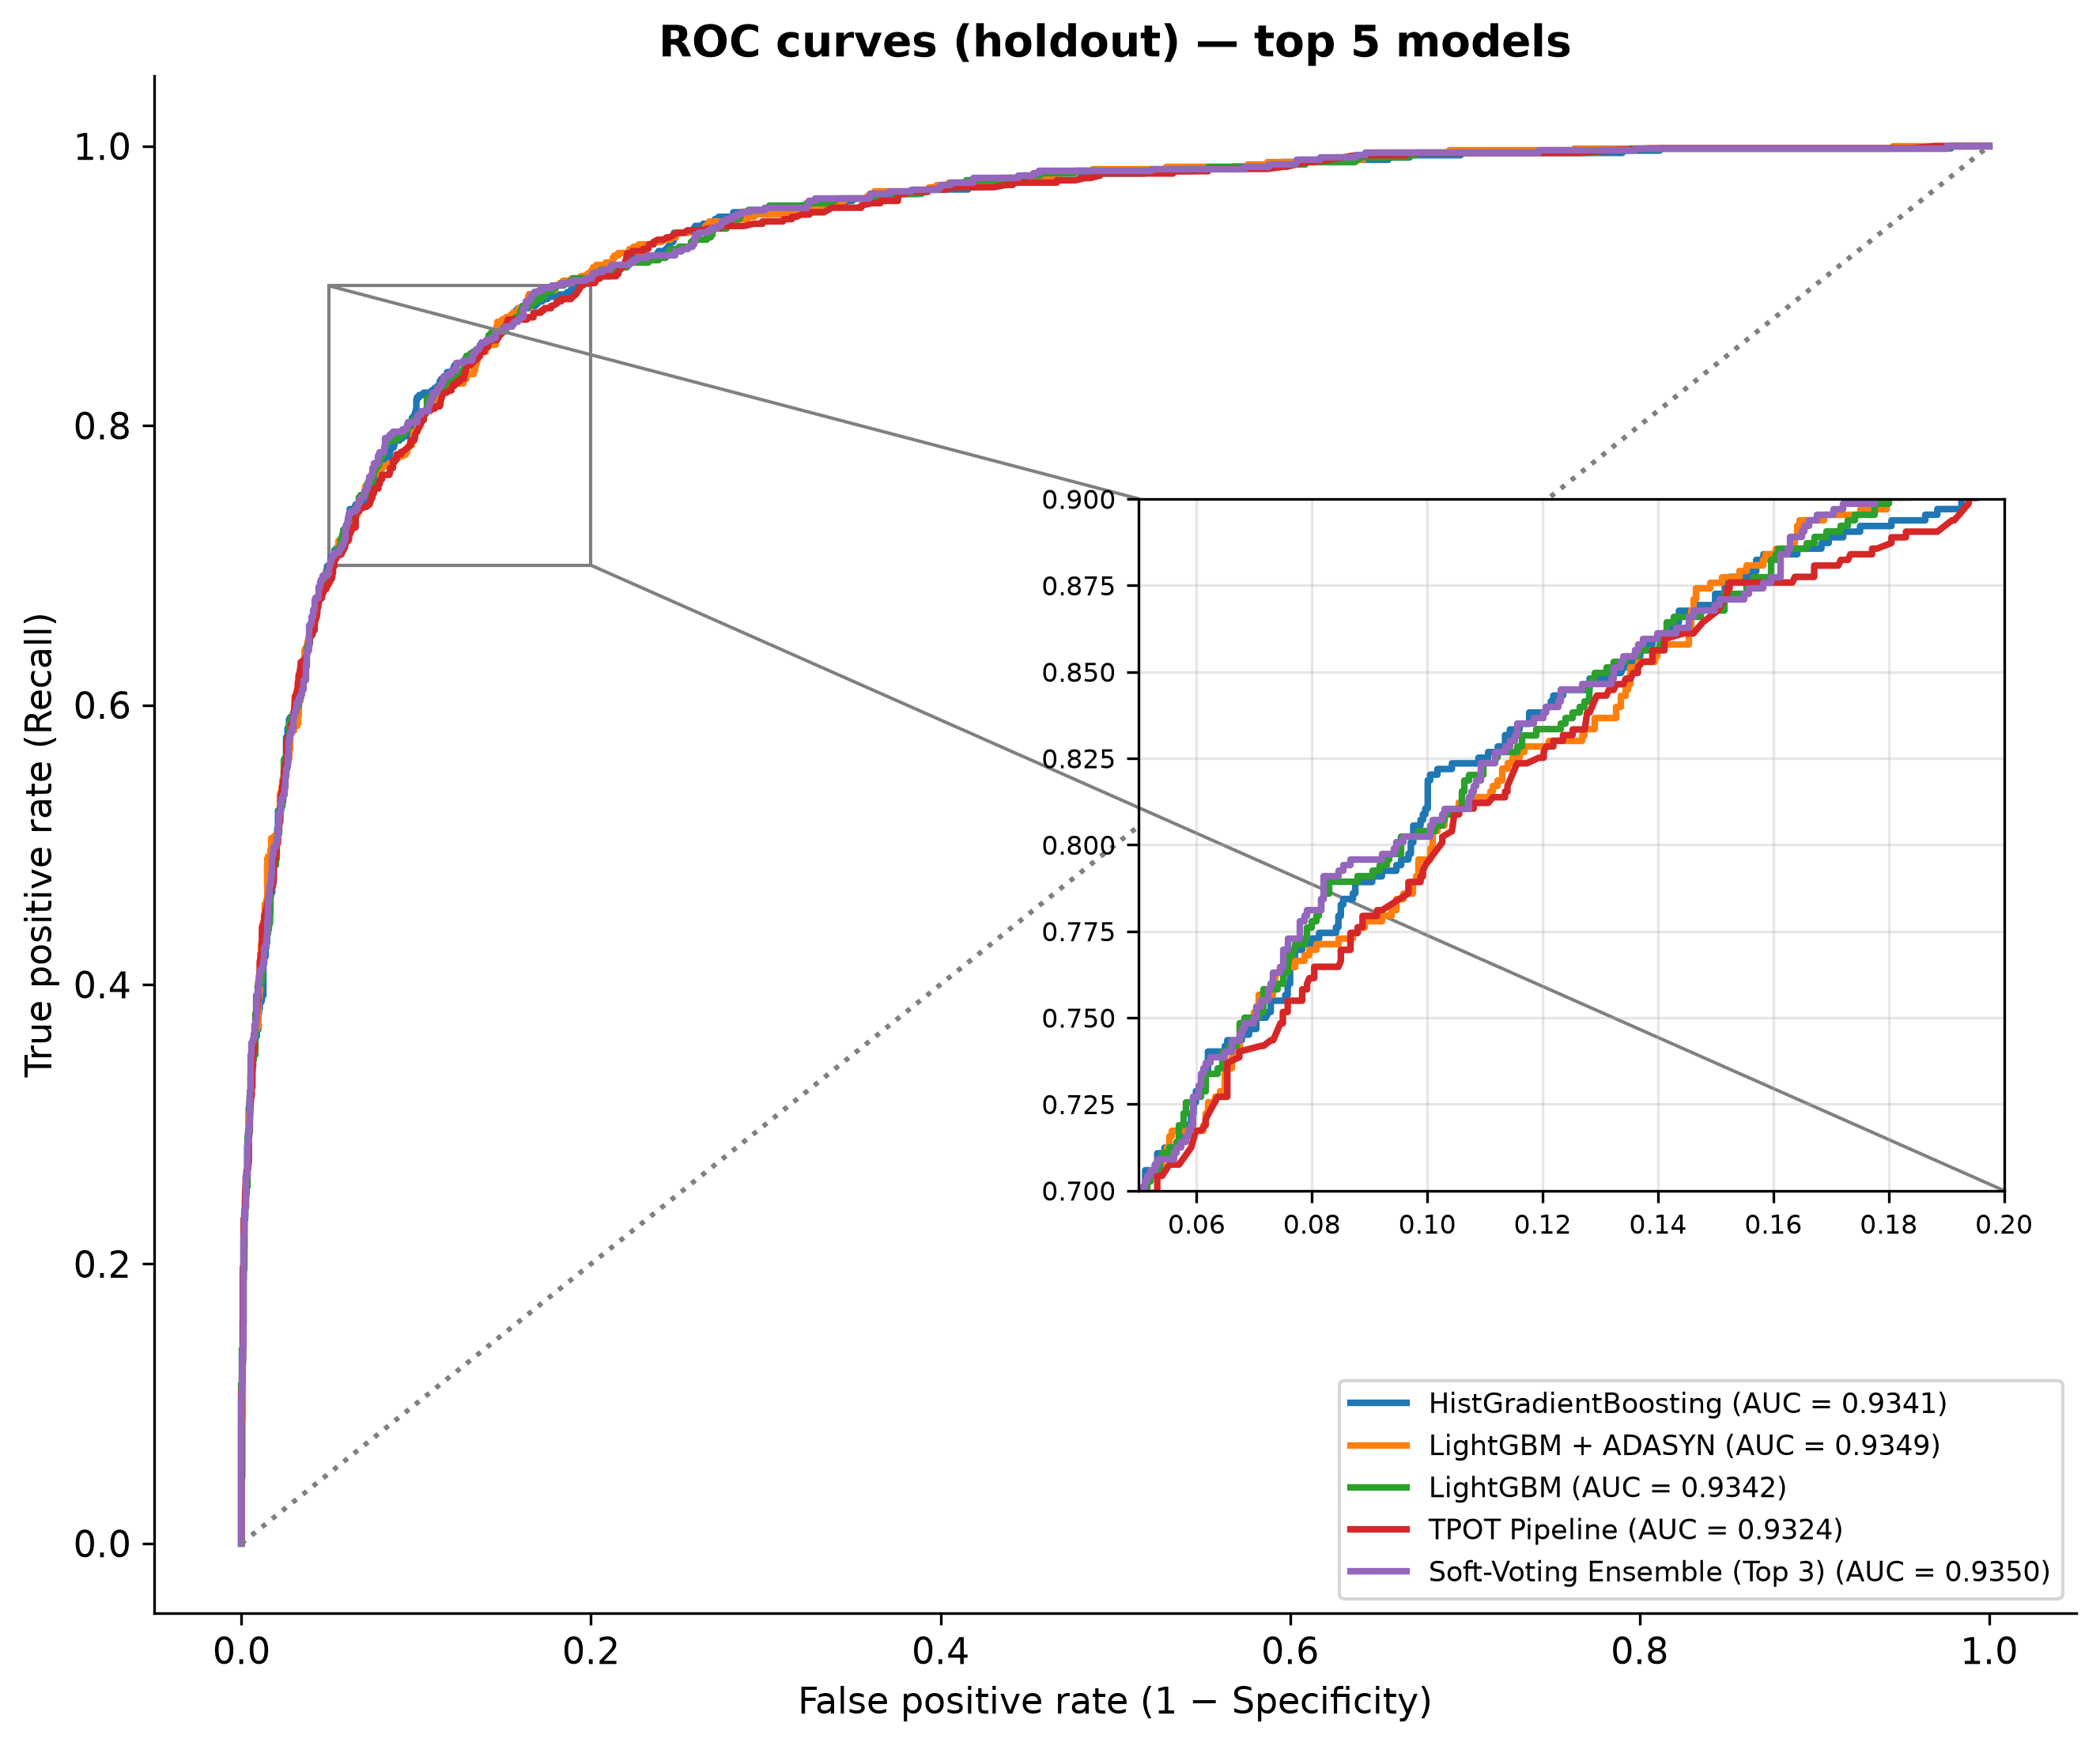 ROC curves (holdout) — top 5 models
True positive rate (Recall)
1.0
0.8
0.6
0.4
0.2
0.0
0.900
0.875
0.850
0.825
0.800
0.775
0.750
0.725
0.700
0.06 0.08 0.10 0.12 0.14 0.16 0.18 0.20
HistGradientBoosting (AUC = 0.9341)
LightGBM + ADASYN (AUC = 0.9349)
LightGBM (AUC = 0.9342)
TPOT Pipeline (AUC = 0.9324)
Soft-Voting Ensemble (Top 3) (AUC = 0.9350)
0.0 0.2 0.4 0.6 0.8 1.0
False positive rate (1 − Specificity)